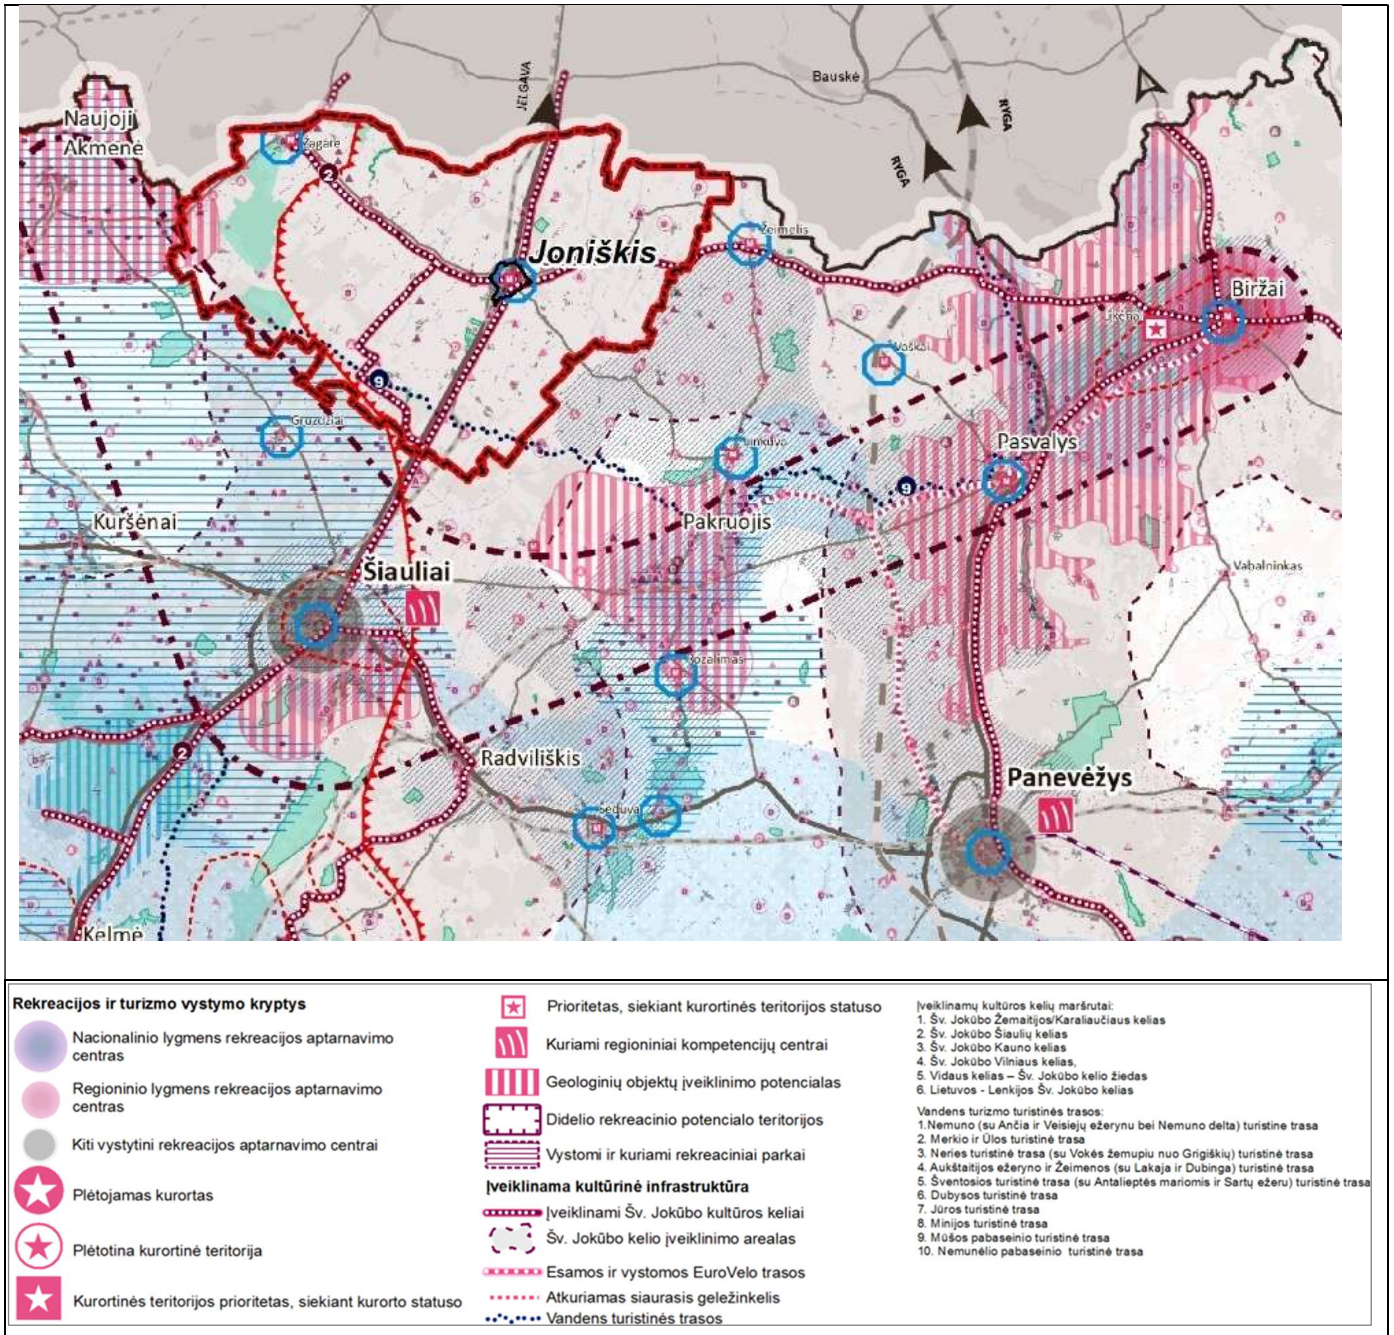 Naujoji
Akmenė
Žagarė
2
JELGAVA
Bauskė
RYGA
RYGA
Joniškis
Žeimelis
Biržai
Gruzdžiai
9
Linkuva
Pasvalys
9
Kuršėnai
Pakruojis
Šiauliai
Vabalninkas
Rozalimas
2
Radviliškis
Šeduva
Panevėžys
Kelmė
Rekreacijos ir turizmo vystymo kryptys
Nacionalinio lygmens rekreacijos aptarnavimo
centras
Regioninio lygmens rekreacijos aptarnavimo
centras
Kiti vystytini rekreacijos aptarnavimo centrai
Plėtojamas kurortas
Plėtotina kurortinė teritorija
Kurortinės teritorijos prioritetas, siekiant kurorto statuso
Prioritetas, siekiant kurortinės teritorijos statuso
Kuriami regioniniai kompetencijų centrai
Geologinių objektų įveiklinimo potencialas
Didelio rekreacinio potencialo teritorijos
Vystomi ir kuriami rekreaciniai parkai
Įveiklinama kultūrinė infrastruktūra
Įveiklinami Šv. Jokūbo kultūros keliai
Šv. Jokūbo kelio įveiklinimo arealas
Esamos ir vystomos EuroVelo trasos
Atkuriamas siaurasis geležinkelis
Vandens turistinės trasos
Įveiklinamų kultūros kelių maršrutai:
1. Šv. Jokūbo Žemaitijos/Karaliaučiaus kelias
2. Šv. Jokūbo Šiaulių kelias
3. Šv. Jokūbo Kauno kelias
4. Šv. Jokūbo Vilniaus kelias,
5. Vidaus kelias – Šv. Jokūbo kelio žiedas
6. Lietuvos - Lenkijos Šv. Jokūbo kelias
Vandens turizmo turistinės trasos:
1.Nemuno (su Ančia ir Veisiejų ežerynu bei Nemuno delta) turistine trasa
2. Merkio ir Ūlos turistinė trasa
3. Neries turistinė trasa (su Vokės žemupiu nuo Grigiškių) turistinė trasa
4. Aukštaitijos ežeryno ir Žeimenos (su Lakaja ir Dubinga) turistinė trasa
5. Šventosios turistinė trasa (su Antalieptės mariomis ir Sartų ežeru) turistinė trasa
6. Dubysos turistinė trasa
7. Jūros turistinė trasa
8. Minijos turistinė trasa
9. Mūšos pabaseinio turistinė trasa
10. Nemunėlio pabaseinio turistinė trasa